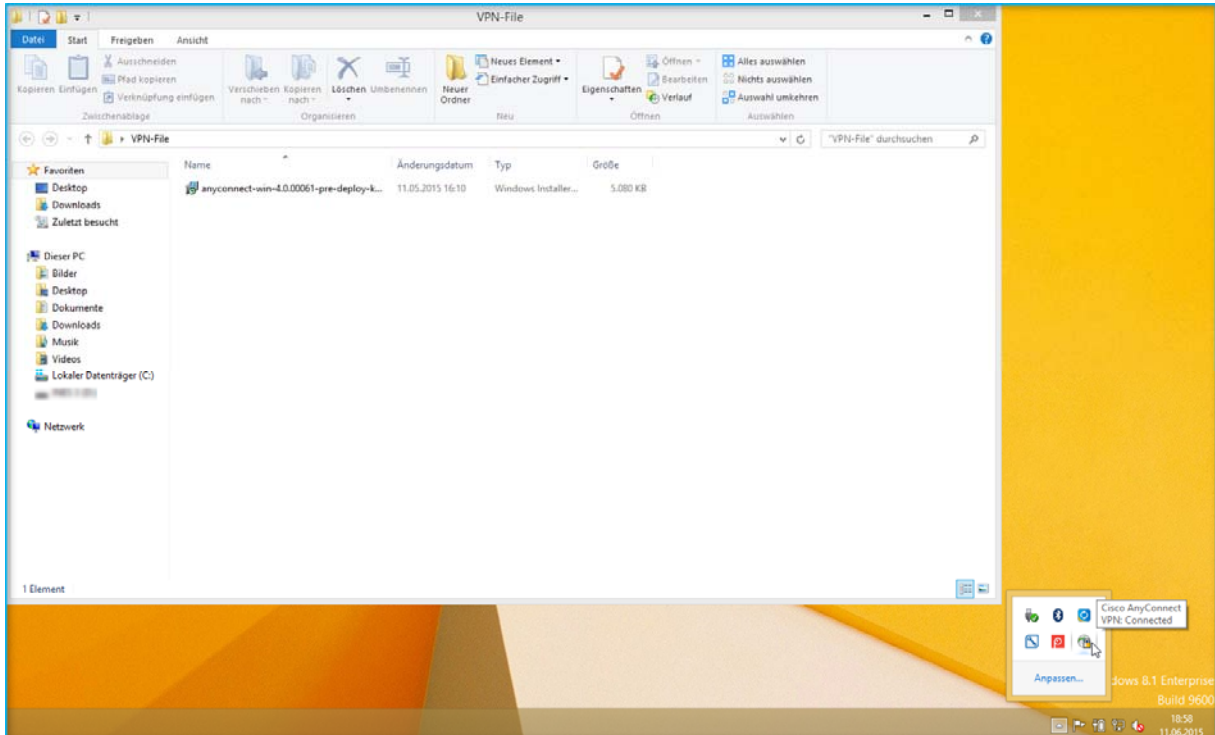 VPN-File
Datei Start Freigeben Ansicht
Kopieren Einfügen
Ausschneiden
Pfad kopieren
Verknüpfung einfügen
Zwischenablage
Verschieben nach
Kopieren nach
Löschen Umbenennen
Organisieren
Neuer Ordner
Neues Element
Einfacher Zugriff
Neu
Eigenschaften
Öffnen
Bearbeiten
Verlauf
Öffnen
Alles auswählen
Nichts auswählen
Auswahl umkehren
Auswählen
VPN-File
"VPN-File" durchsuchen
Favoriten
Desktop
Downloads
Zuletzt besucht
Dieser PC
Bilder
Desktop
Dokumente
Downloads
Musik
Videos
Lokaler Datenträger (C:)
Netzwerk
Name Änderungsdatum Typ Größe
anyconnect-win-4.0.00061-pre-deploy-k... 11.05.2015 16:10 Windows Installer... 5.080 KB
1 Element
Cisco AnyConnect
VPN: Connected
Anpassen...
dows 8.1 Enterprise
Build 9600
18:58
11.06.2015